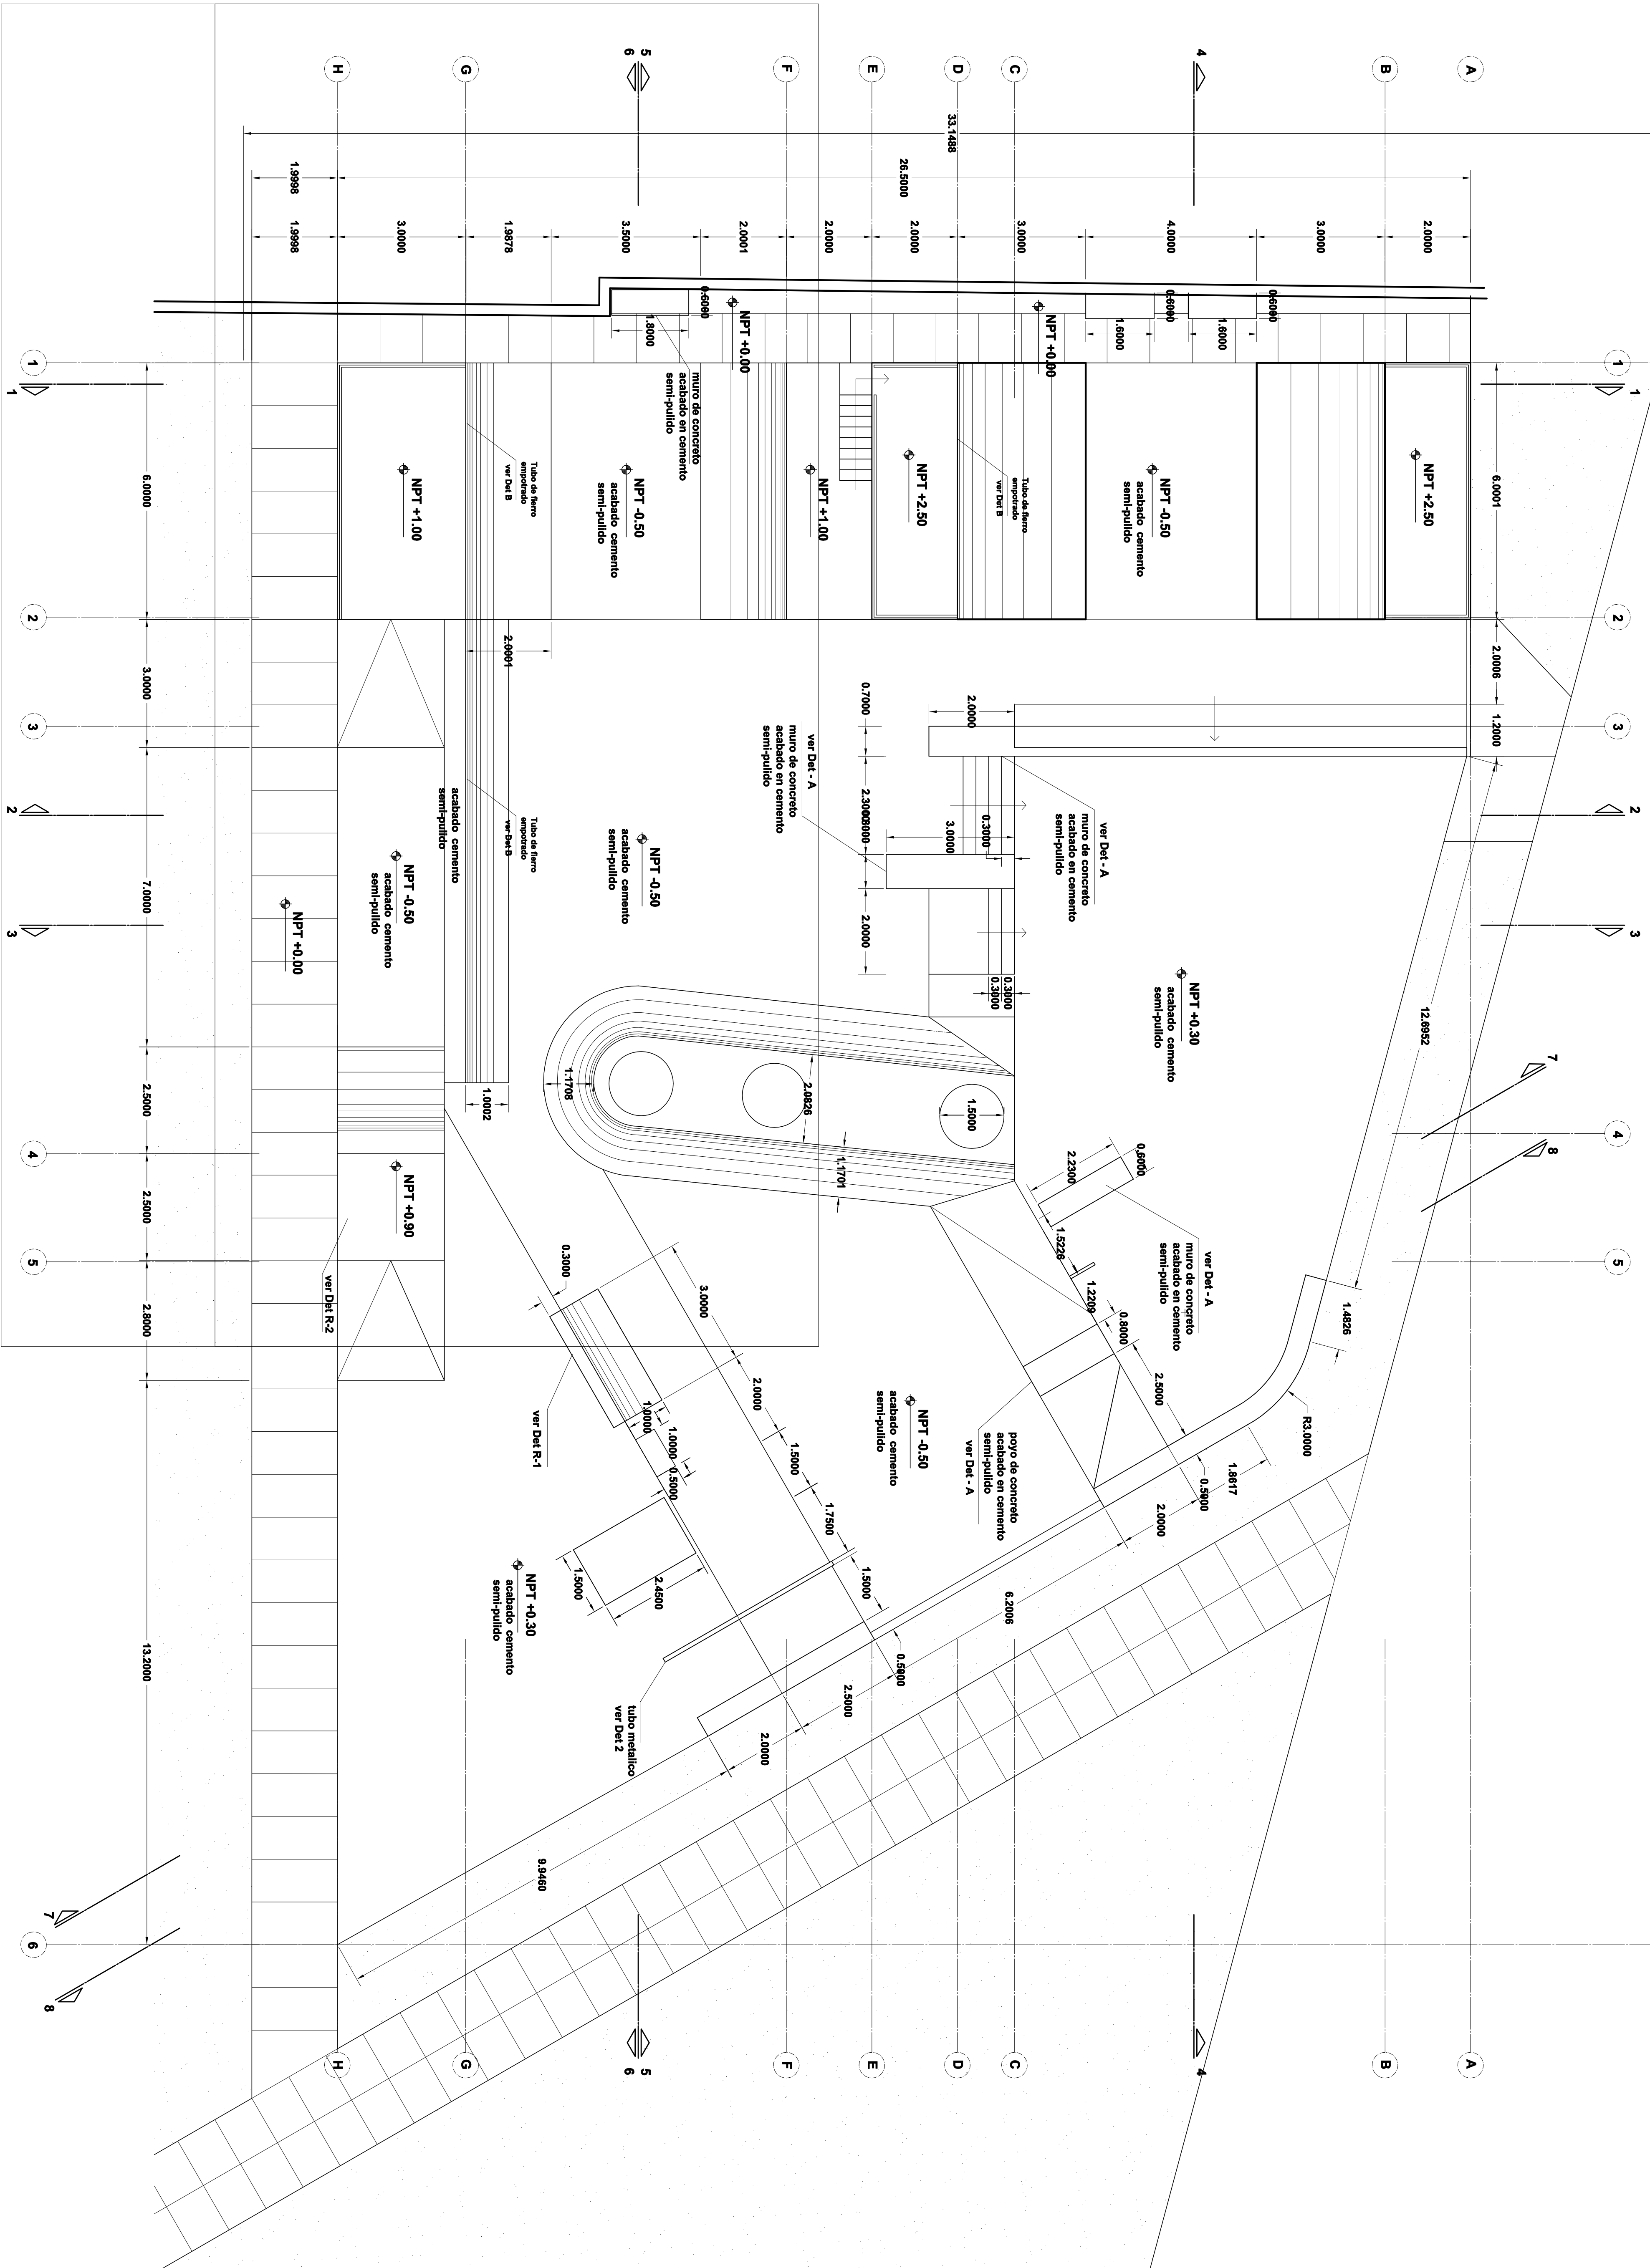 1
2
3
1
2
3
4
5
7
8
6.0001
2.0006
1.2000
A
2.0000
NPT +2.50
12.6952
1.4826
A
B
3.0000
R3.0000
B
0.6000
1.6000
1.8617
0.5000
4
4.0000
0.6000
1.6000
NPT -0.50
acabado cemento
semi-pulido
NPT +0.30
acabado cemento
semi-pulido
ver Det - A
muro de concreto
acabado en cemento
semi-pulido
2.5000
2.0000
4
0.6000
2.2300
0.8000
1.2209
ver Det - A
muro de concreto
acabado en cemento
semi-pulido
1.5226
NPT +0.00
Tubo de fierro
empotrado
ver Det B
C
3.0000
0.3000
0.3000
0.3000
poyo de concreto
acabado en cemento
semi-pulido
ver Det - A
6.2006
C
D
33.1488
2.0000
3.0000
1.5000
D
NPT +2.50
2.0000
26.5000
NPT -0.50
acabado cemento
semi-pulido
0.5000
E
0.7000
2.3000
0.8000
2.0000
1.5000
E
2.0000
NPT +1.00
ver Det - A
muro de concreto
acabado en cemento
semi-pulido
2.0826
1.1701
1.7500
2.5000
F
F
2.0001
NPT +0.00
0.6000
1.5000
2.0000
2.0000
muro de concreto
acabado en cemento
semi-pulido
3.0000
5
6
3.5000
1.8000
NPT -0.50
acabado cemento
semi-pulido
NPT -0.50
acabado cemento
semi-pulido
1.0000
1.0000
0.5000
2.4500
tubo metalico
ver Det 2
5
6
1.1708
0.3000
1.5000
NPT +0.30
acabado cemento
semi-pulido
9.9460
Tubo de fierro
empotrado
ver Det B
Tubo de fierro
empotrado
ver Det B
1.9878
2.0001
1.0002
ver Det R-1
G
G
3.0000
NPT +1.00
acabado cemento
semi-pulido
NPT -0.50
acabado cemento
semi-pulido
NPT +0.90
H
H
1.9998
1.9998
NPT +0.00
ver Det R-2
6.0000
3.0000
7.0000
2.5000
2.5000
2.8000
13.2000
1
2
3
4
5
6
7
8
1
2
3